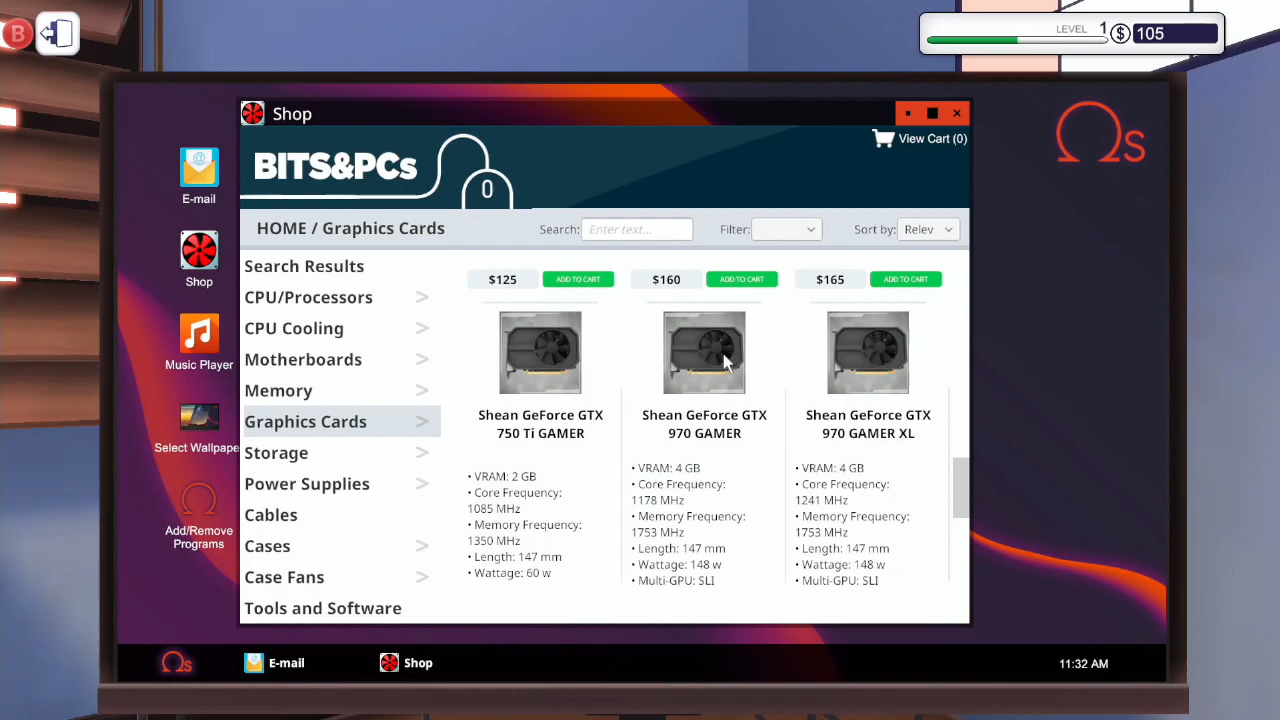 B
LEVEL 1 $ 105
Shop
View Cart (0)
BITS&PCs
0
HOME / Graphics Cards
Search: Enter text...
Filter:
Sort by: Relev
E-mail
Shop
Music Player
Select Wallpape
Add/Remove
Programs
Search Results
CPU/Processors >
CPU Cooling >
Motherboards >
Memory >
Graphics Cards >
Storage >
Power Supplies >
Cables
Cases >
Case Fans >
Tools and Software
$125 ADD TO CART
$160 ADD TO CART
$165 ADD TO CART
Shean GeForce GTX
750 Ti GAMER
• VRAM: 2 GB
• Core Frequency:
1085 MHz
• Memory Frequency:
1350 MHz
• Length: 147 mm
• Wattage: 60 w
Shean GeForce GTX
970 GAMER
• VRAM: 4 GB
• Core Frequency:
1178 MHz
• Memory Frequency:
1753 MHz
• Length: 147 mm
• Wattage: 148 w
• Multi-GPU: SLI
Shean GeForce GTX
970 GAMER XL
• VRAM: 4 GB
• Core Frequency:
1241 MHz
• Memory Frequency:
1753 MHz
• Length: 147 mm
• Wattage: 148 w
• Multi-GPU: SLI
Ωs
Ωs
E-mail
Shop
11:32 AM